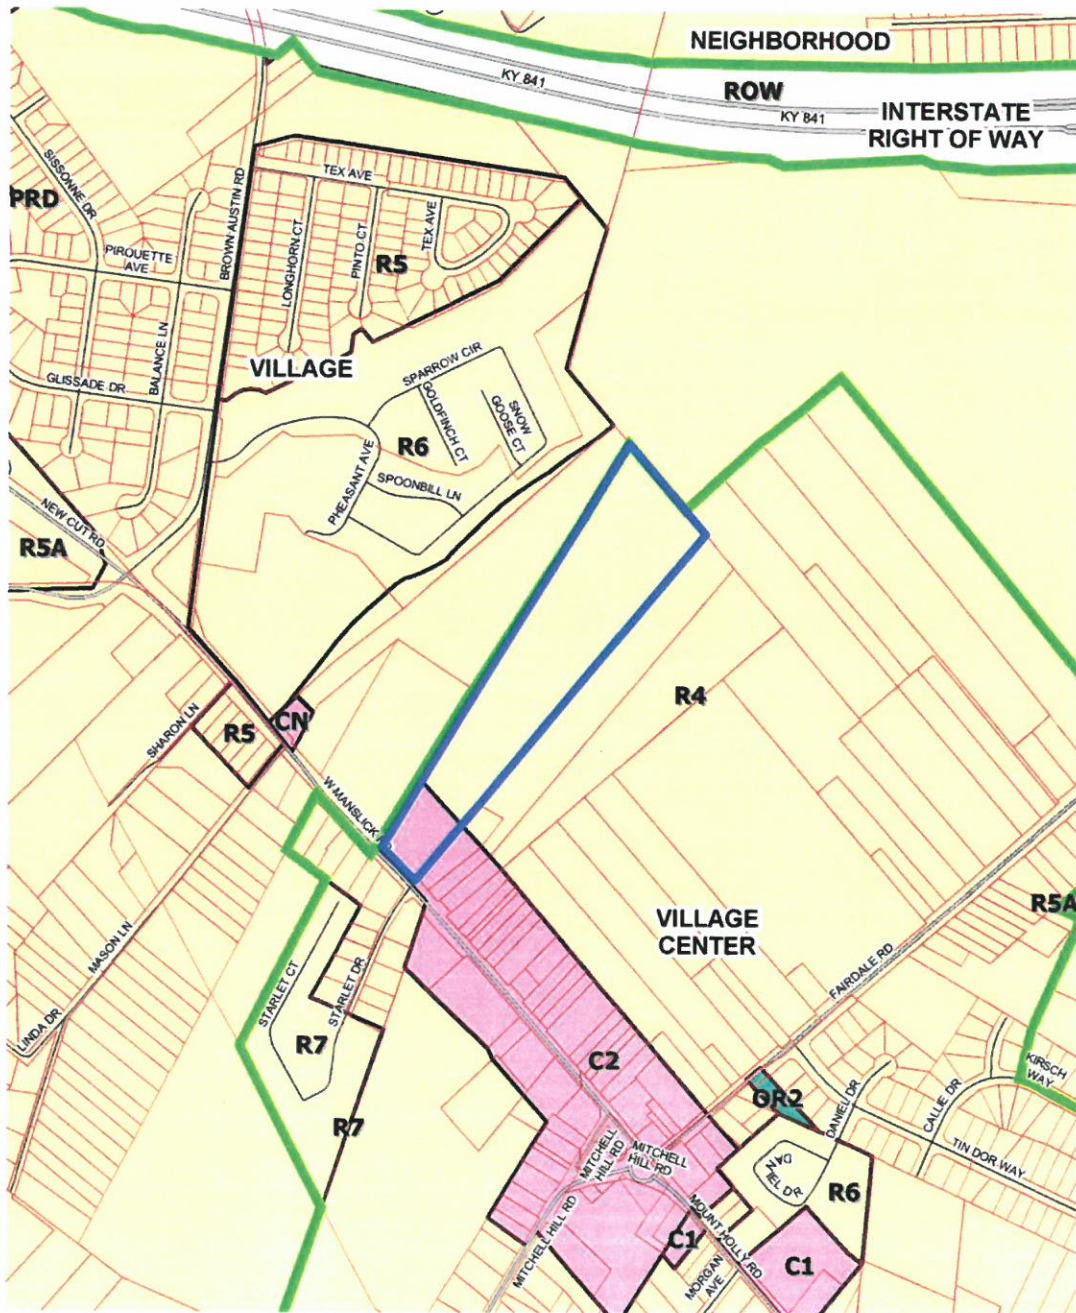 NEIGHBORHOOD
KY 841
ROW
KY 841
INTERSTATE
RIGHT OF WAY
SISSONNE DR
PRD
TEX AVE
BROWN AUSTIN RD
LONGHORN CT
PINTO CT
TEX AVE
R5
PIROUETTE
AVE
BALANCE LN
GLISSADE DR
VILLAGE
SPARROW CIR
GOLDFINCH CT
SNOW
GOOSE CT
R6
PHEASANT AVE
SPOONBILL LN
NEW CUT RD
R5A
R4
SHARON LN
R5
CN
W MANSLICK
MASON LN
LINDA DR
STARLET CT
STARLET DR
R7
R7
VILLAGE
CENTER
R5A
FAIRDALE RD
C2
OR2
DANIEL DR
CALLIE DR
KIRSCH
WAY
TIN DOR WAY
MITCHELL
HILL RD
MITCHELL
HILL RD
DAN
IEL DR
R6
MITCHELL HILL RD
MOUNT HOLLY RD
C1
MORGAN
AVE
C1